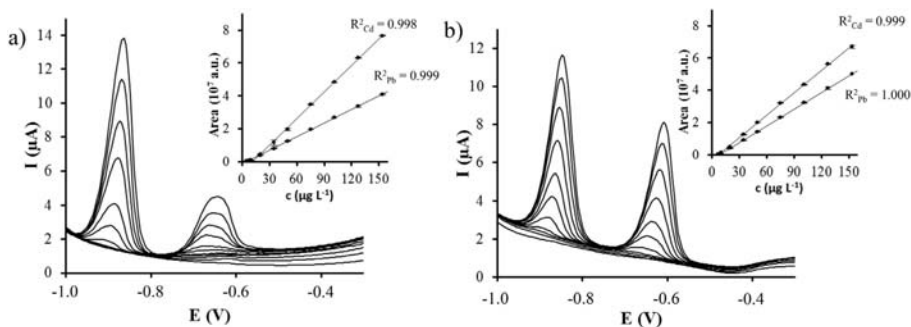 a)
I (µA)
14
12
10
8
6
4
2
0
-1.0 -0.8 -0.6 -0.4
E (V)
Area (10⁷ a.u.)
8
6
4
2
0
0 30 60 90 120 150
c (µg L⁻¹)
R²Cd = 0.998
R²Pb = 0.999
b)
I (µA)
14
12
10
8
6
4
2
0
-1.0 -0.8 -0.6 -0.4
E (V)
Area (10⁷ a.u.)
8
6
4
2
0
0 30 60 90 120 150
c (µg L⁻¹)
R²Cd = 0.999
R²Pb = 1.000